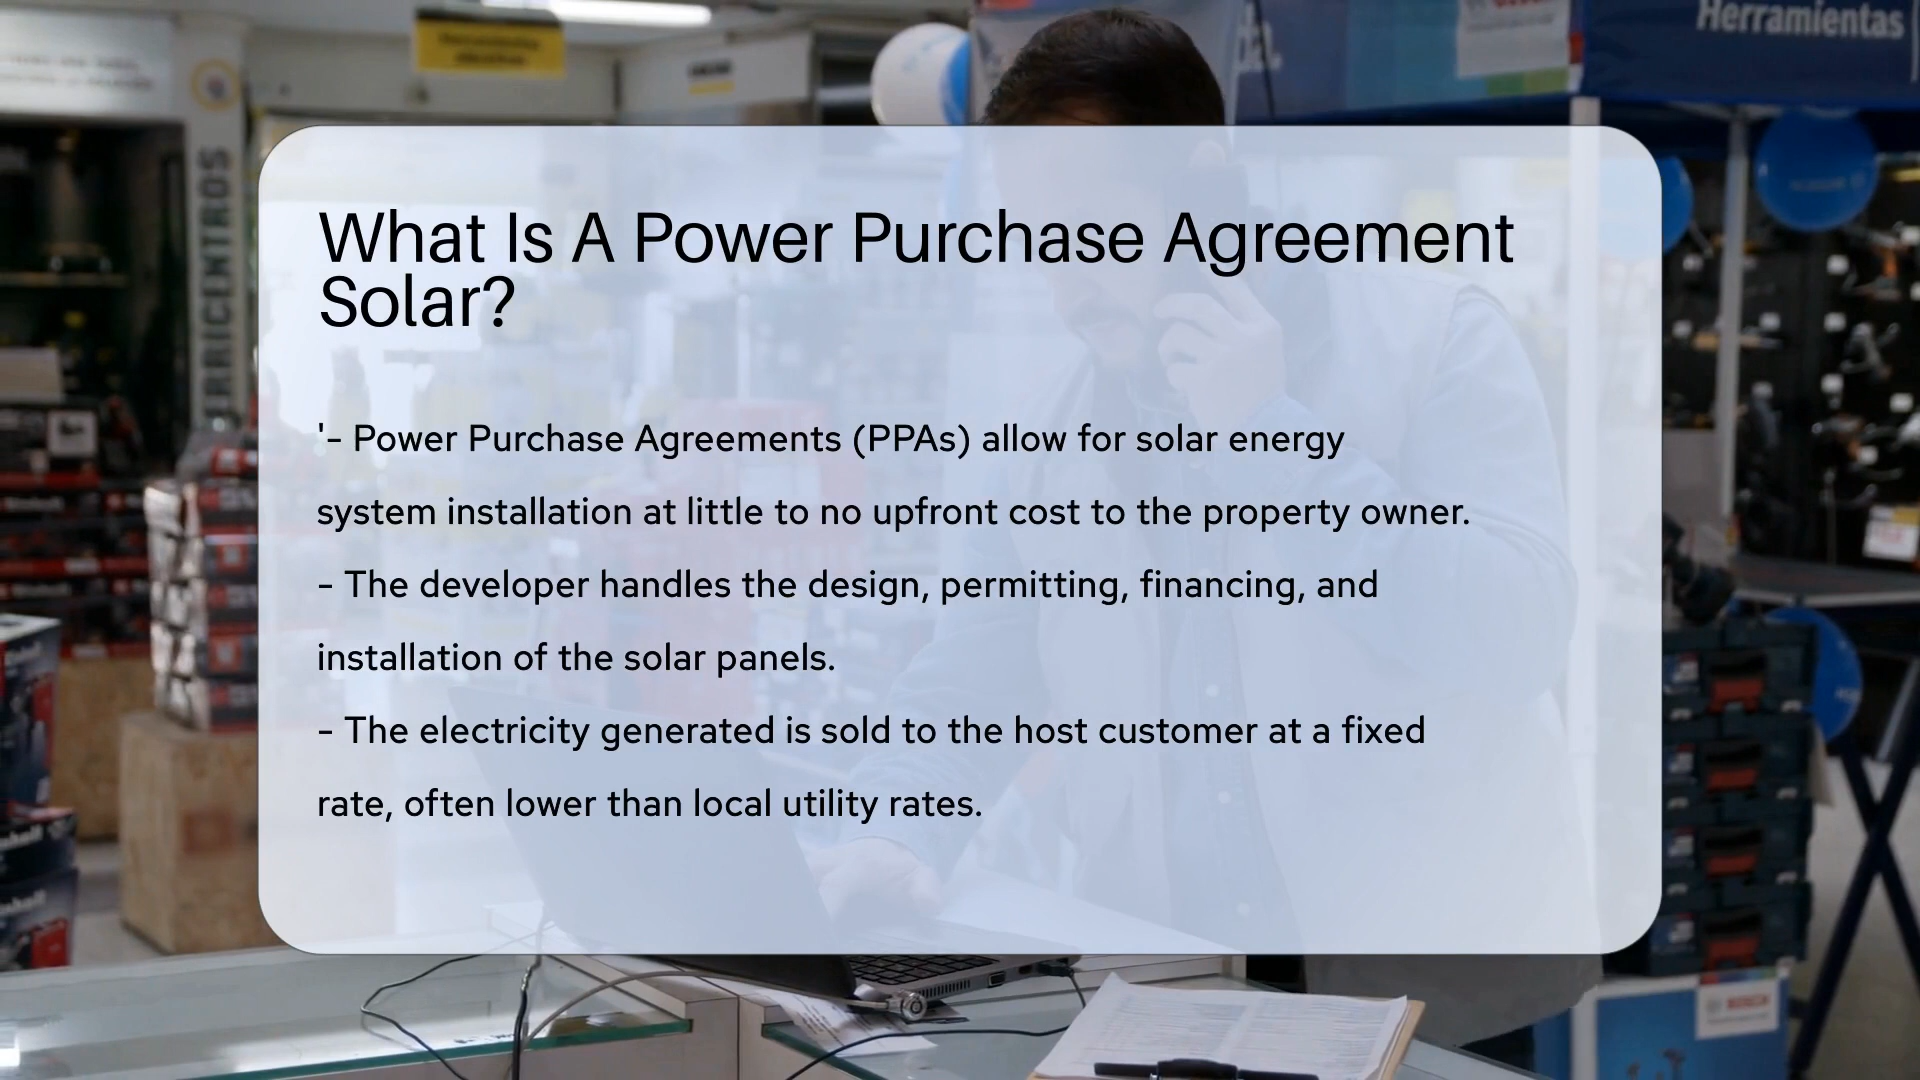 Herramientas
ERRICENTROS
What Is A Power Purchase Agreement
Solar?
'- Power Purchase Agreements (PPAs) allow for solar energy
system installation at little to no upfront cost to the property owner.
- The developer handles the design, permitting, financing, and
installation of the solar panels.
- The electricity generated is sold to the host customer at a fixed
rate, often lower than local utility rates.
BOSCH